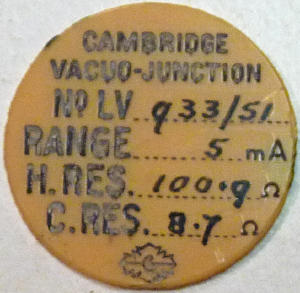 CAMBRIDGE
VACUO-JUNCTION
No LV 933/51
RANGE 5 mA
H. RES. 100.9 Ω
C. RES. 8.7 Ω